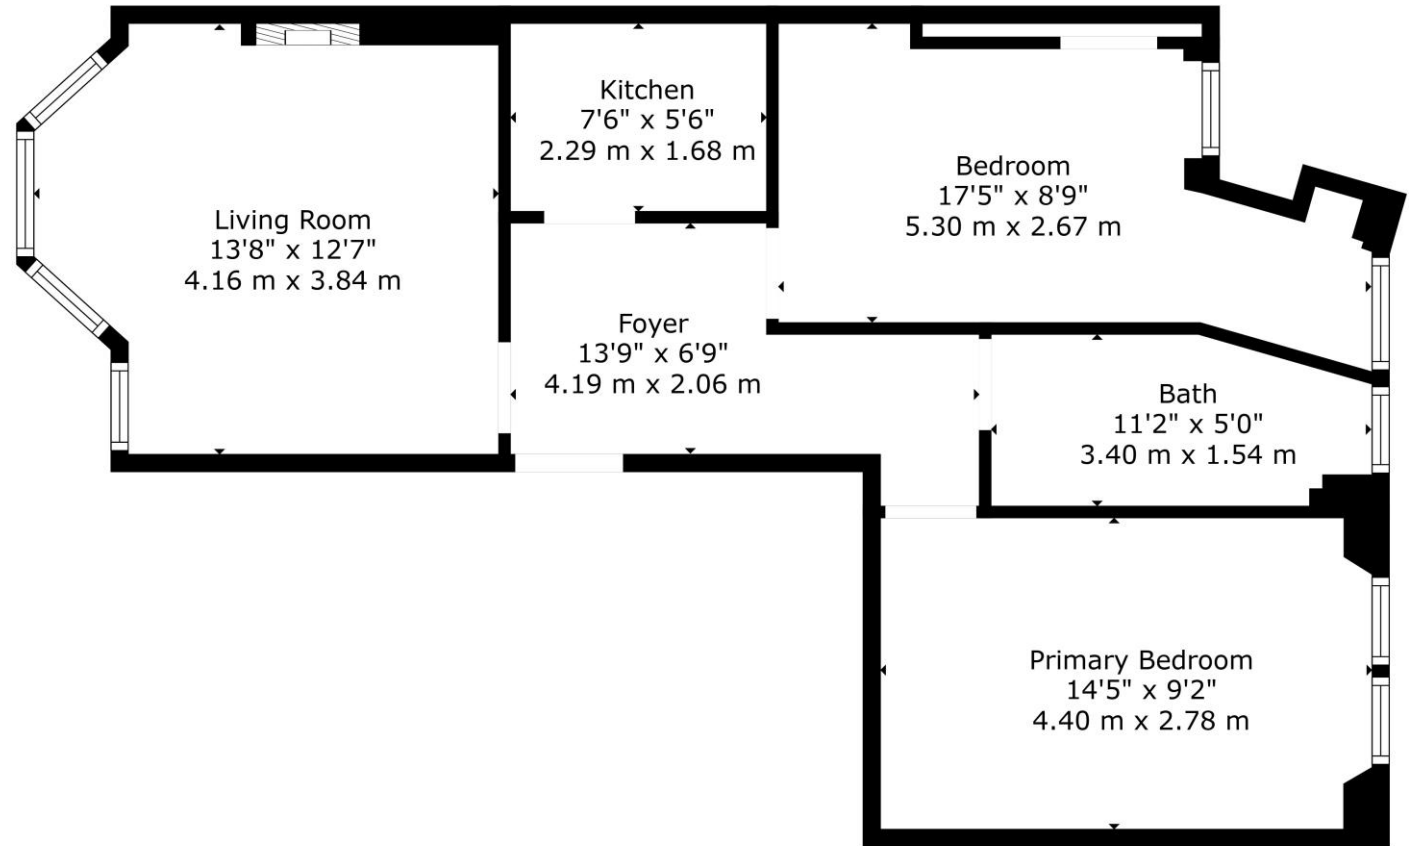 Kitchen
7'6" x 5'6"
2.29 m x 1.68 m
Bedroom
17'5" x 8'9"
5.30 m x 2.67 m
Living Room
13'8" x 12'7"
4.16 m x 3.84 m
Foyer
13'9" x 6'9"
4.19 m x 2.06 m
Bath
11'2" x 5'0"
3.40 m x 1.54 m
Primary Bedroom
14'5" x 9'2"
4.40 m x 2.78 m